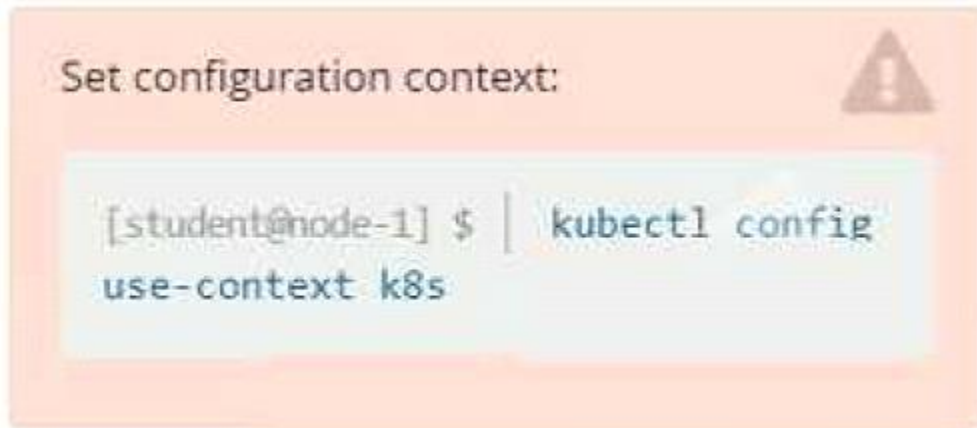 Set configuration context:
[student@node-1] $ | kubectl config
use-context k8s